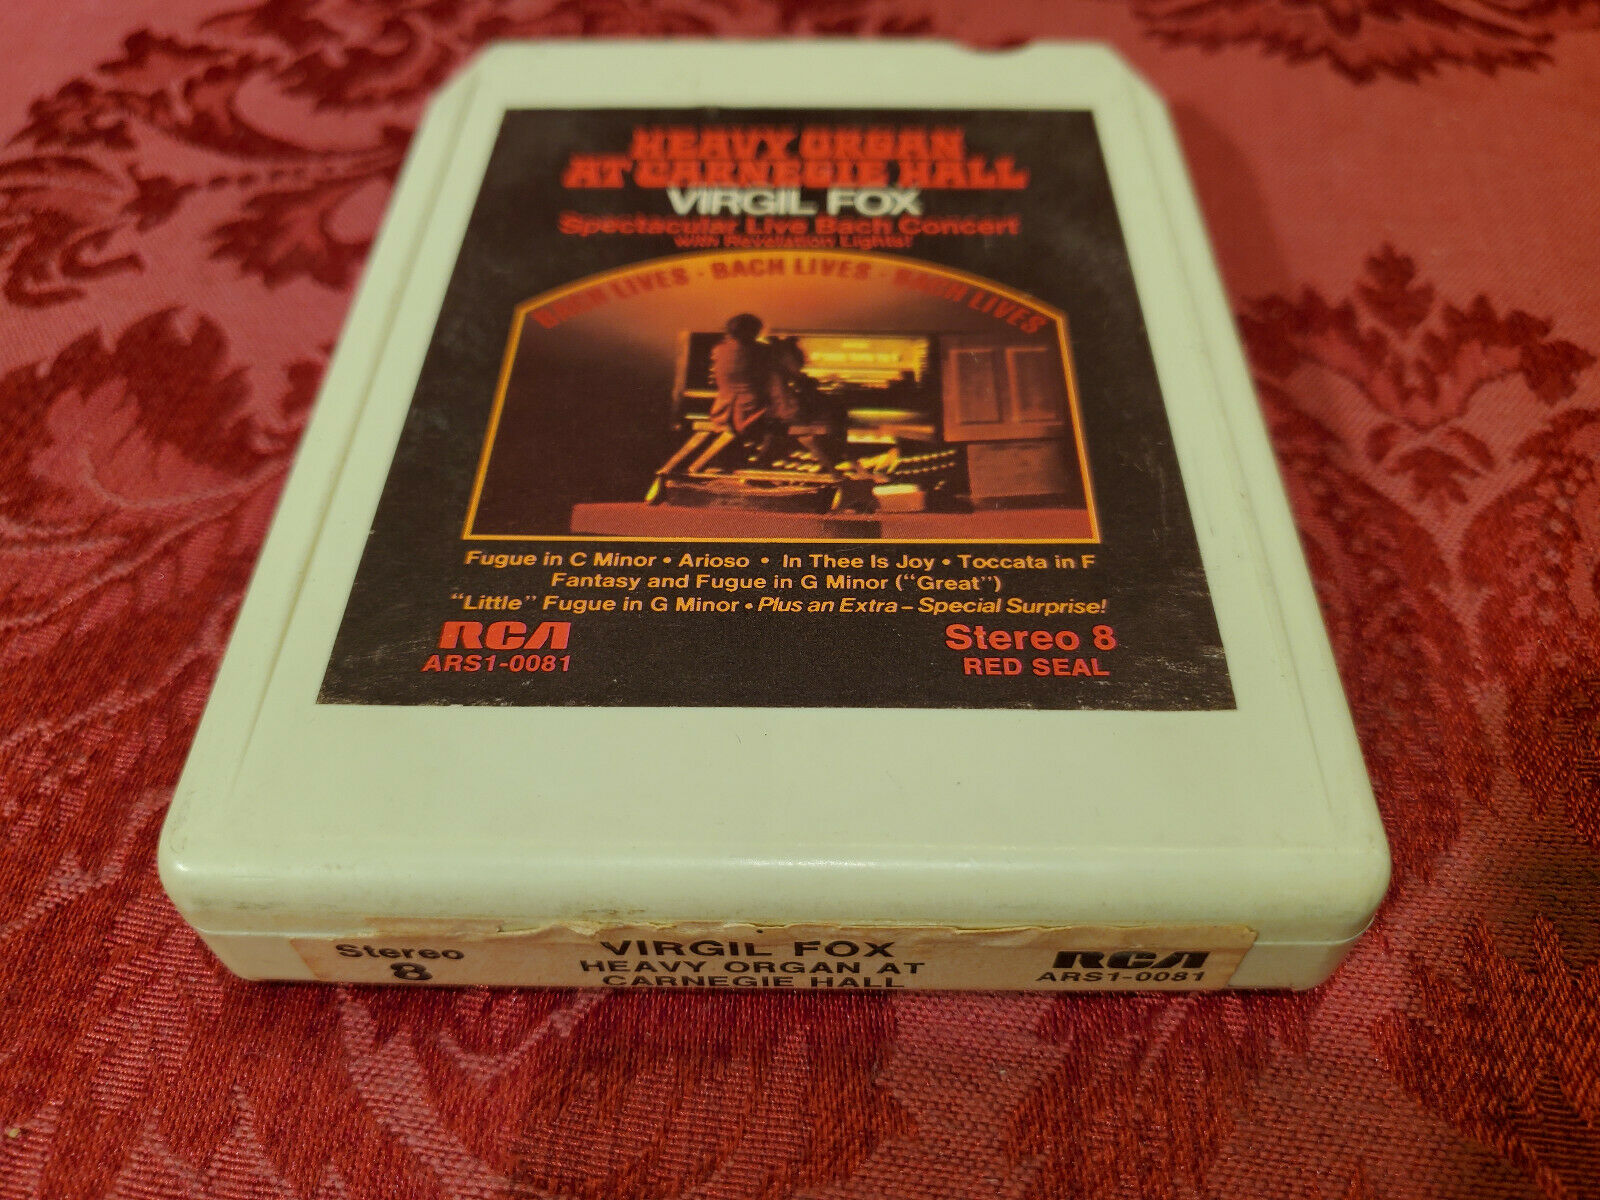 HEAVY ORGAN
AT CARNEGIE HALL
VIRGIL FOX
Spectacular Live Bach Concert
with Revelation Lights!
BACH LIVES · BACH LIVES · BACH LIVES
Fugue in C Minor • Arioso • In Thee Is Joy • Toccata in F
Fantasy and Fugue in G Minor (“Great”)
“Little” Fugue in G Minor • Plus an Extra – Special Surprise!
RCA
ARS1-0081
Stereo 8
RED SEAL
Stereo
8
VIRGIL FOX
HEAVY ORGAN AT
CARNEGIE HALL
RCA
ARS1-0081